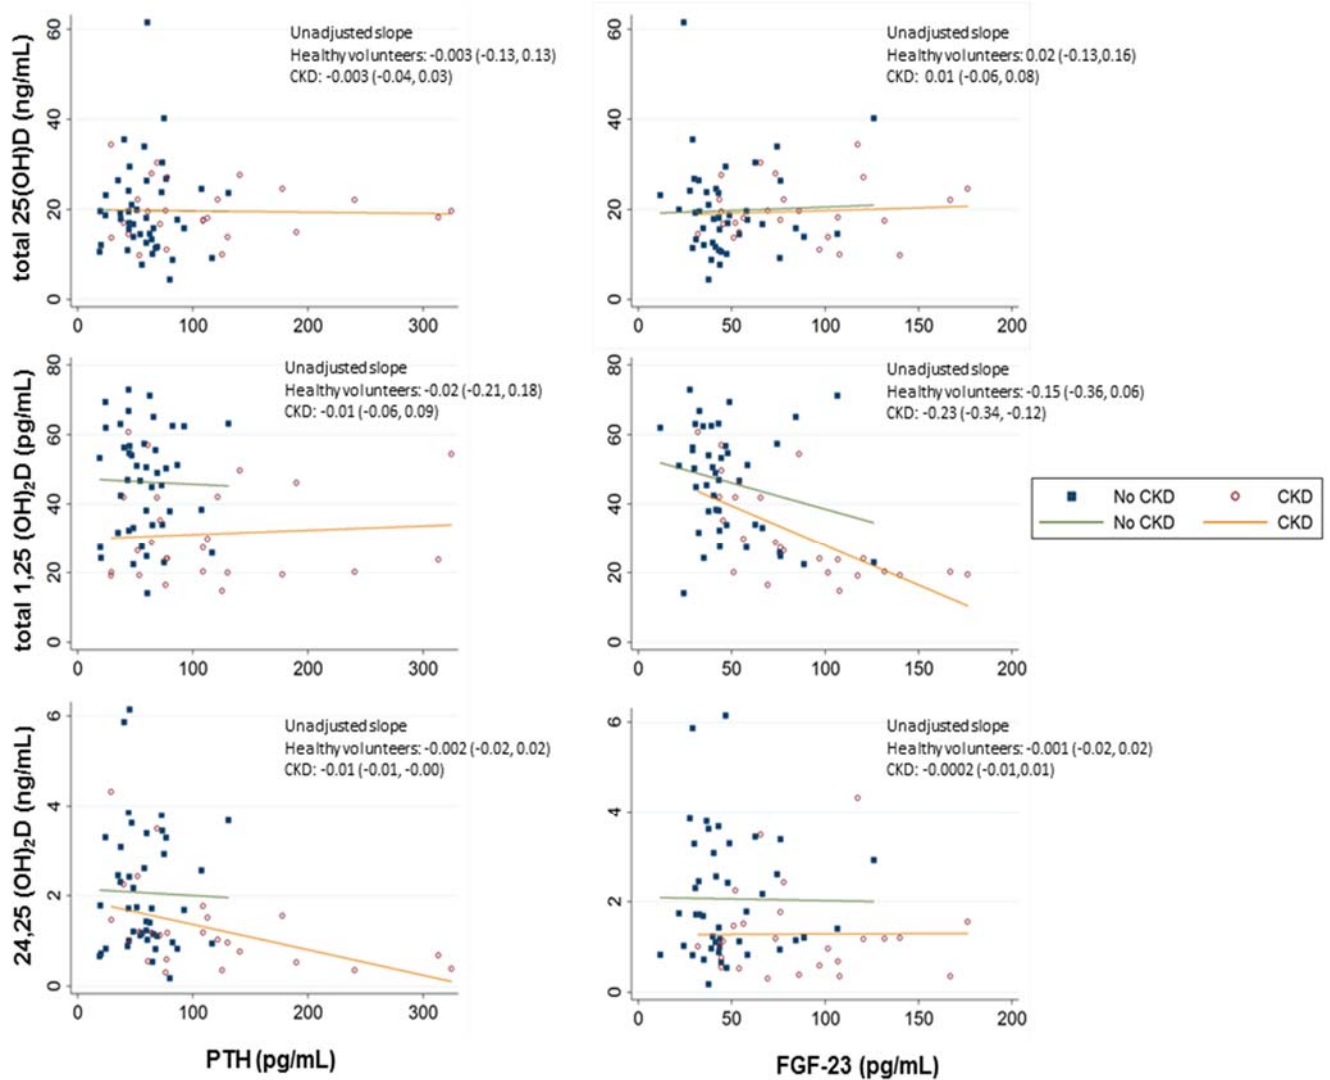 total 25(OH)D (ng/mL)
60
40
20
0
Unadjusted slope
Healthy volunteers: -0.003 (-0.13, 0.13)
CKD: -0.003 (-0.04, 0.03)
0 100 200 300
60
40
20
0
Unadjusted slope
Healthy volunteers: 0.02 (-0.13,0.16)
CKD: 0.01 (-0.06, 0.08)
0 50 100 150 200
total 1,25 (OH)₂D (pg/mL)
80
60
40
20
0
Unadjusted slope
Healthy volunteers: -0.02 (-0.21, 0.18)
CKD: -0.01 (-0.06, 0.09)
0 100 200 300
80
60
40
20
0
Unadjusted slope
Healthy volunteers: -0.15 (-0.36, 0.06)
CKD: -0.23 (-0.34, -0.12)
0 50 100 150 200
No CKD CKD
No CKD CKD
24,25 (OH)₂D (ng/mL)
6
4
2
0
Unadjusted slope
Healthy volunteers: -0.002 (-0.02, 0.02)
CKD: -0.01 (-0.01, -0.00)
0 100 200 300
PTH (pg/mL)
6
4
2
0
Unadjusted slope
Healthy volunteers: -0.001 (-0.02, 0.02)
CKD: -0.0002 (-0.01,0.01)
0 50 100 150 200
FGF-23 (pg/mL)